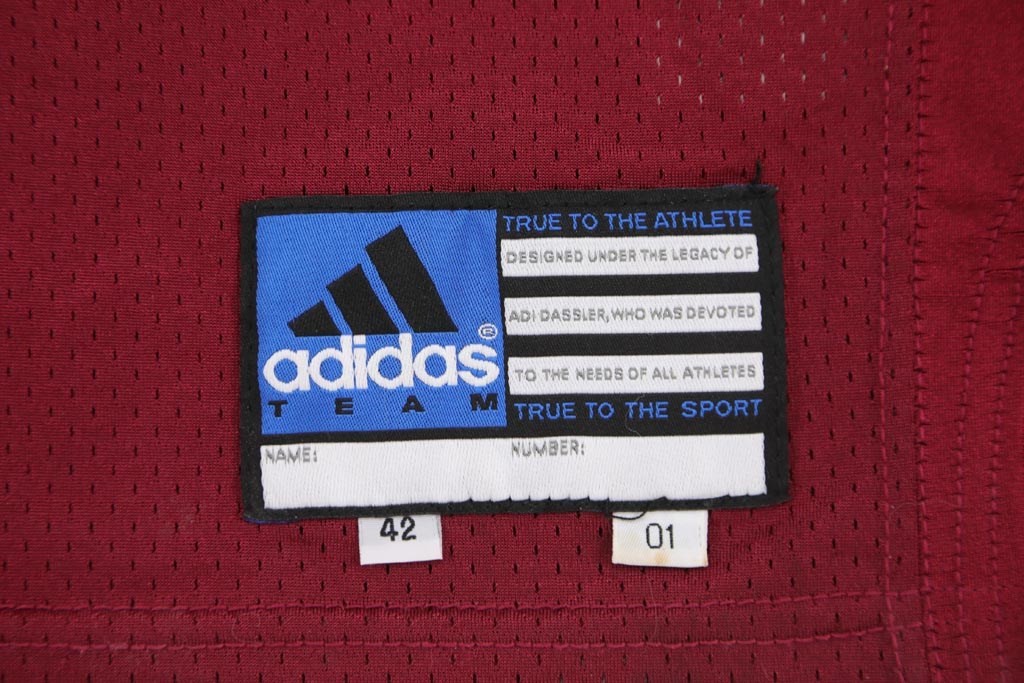 adidas®
TEAM
TRUE TO THE ATHLETE
DESIGNED UNDER THE LEGACY OF
ADI DASSLER, WHO WAS DEVOTED
TO THE NEEDS OF ALL ATHLETES
TRUE TO THE SPORT
NAME: NUMBER:
42 01